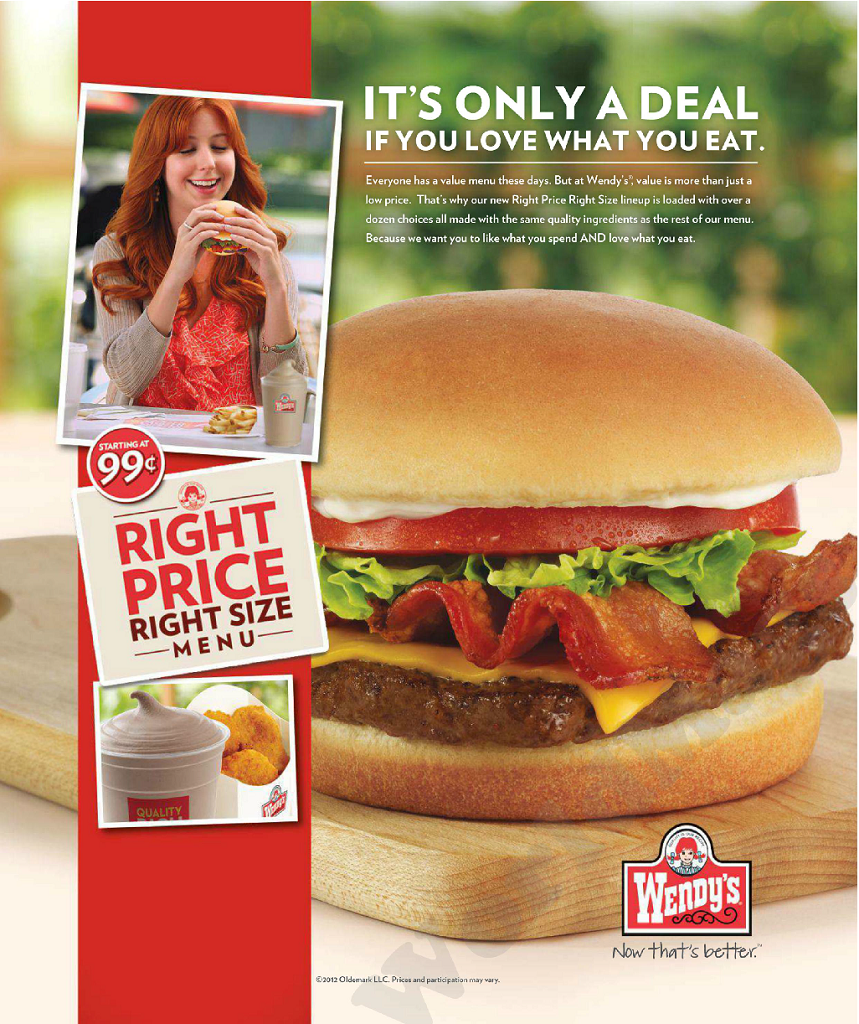 IT'S ONLY A DEAL
IF YOU LOVE WHAT YOU EAT.
Everyone has a value menu these days. But at Wendy's®, value is more than just a
low price. That's why our new Right Price Right Size lineup is loaded with over a
dozen choices all made with the same quality ingredients as the rest of our menu.
Because we want you to like what you spend AND love what you eat.
Wendy's
STARTING AT
99¢
RIGHT
PRICE
RIGHT SIZE
MENU
QUALITY
Wendy's
WENDY'S
Now that's better.™
©2012 Oldemark LLC. Prices and participation may vary.